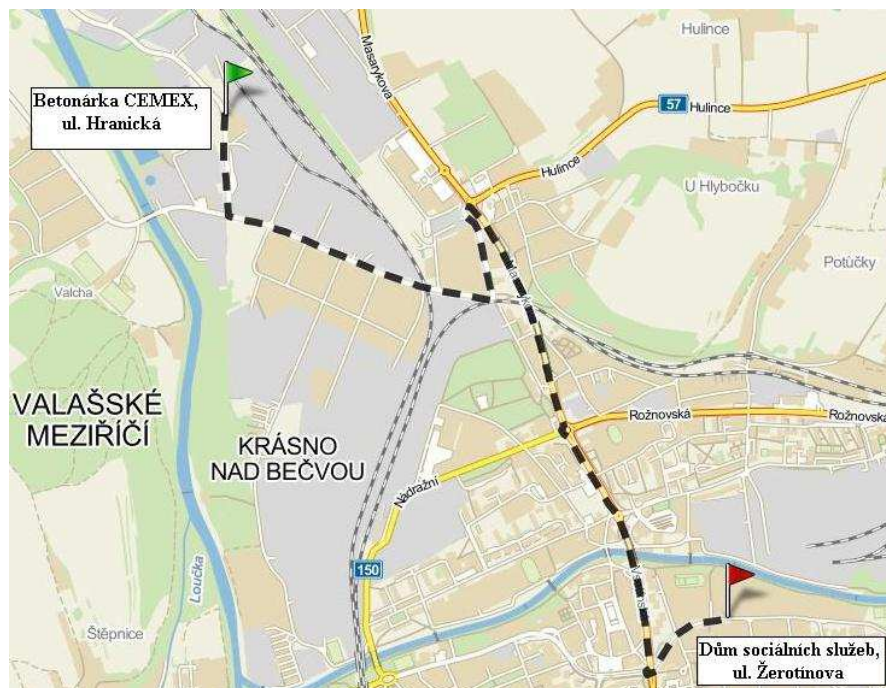 Hulince
Masarykova
Betonárka CEMEX,
ul. Hranická
57
Hulince
Hulince
U Hlybočku
Potůčky
Valcha
VALAŠSKÉ
MEZIŘÍČÍ
KRÁSNO
NAD BEČVOU
Rožnovská
Rožnovská
Nádražní
150
Loučka
Štěpnice
Dům sociálních služeb,
ul. Žerotínova